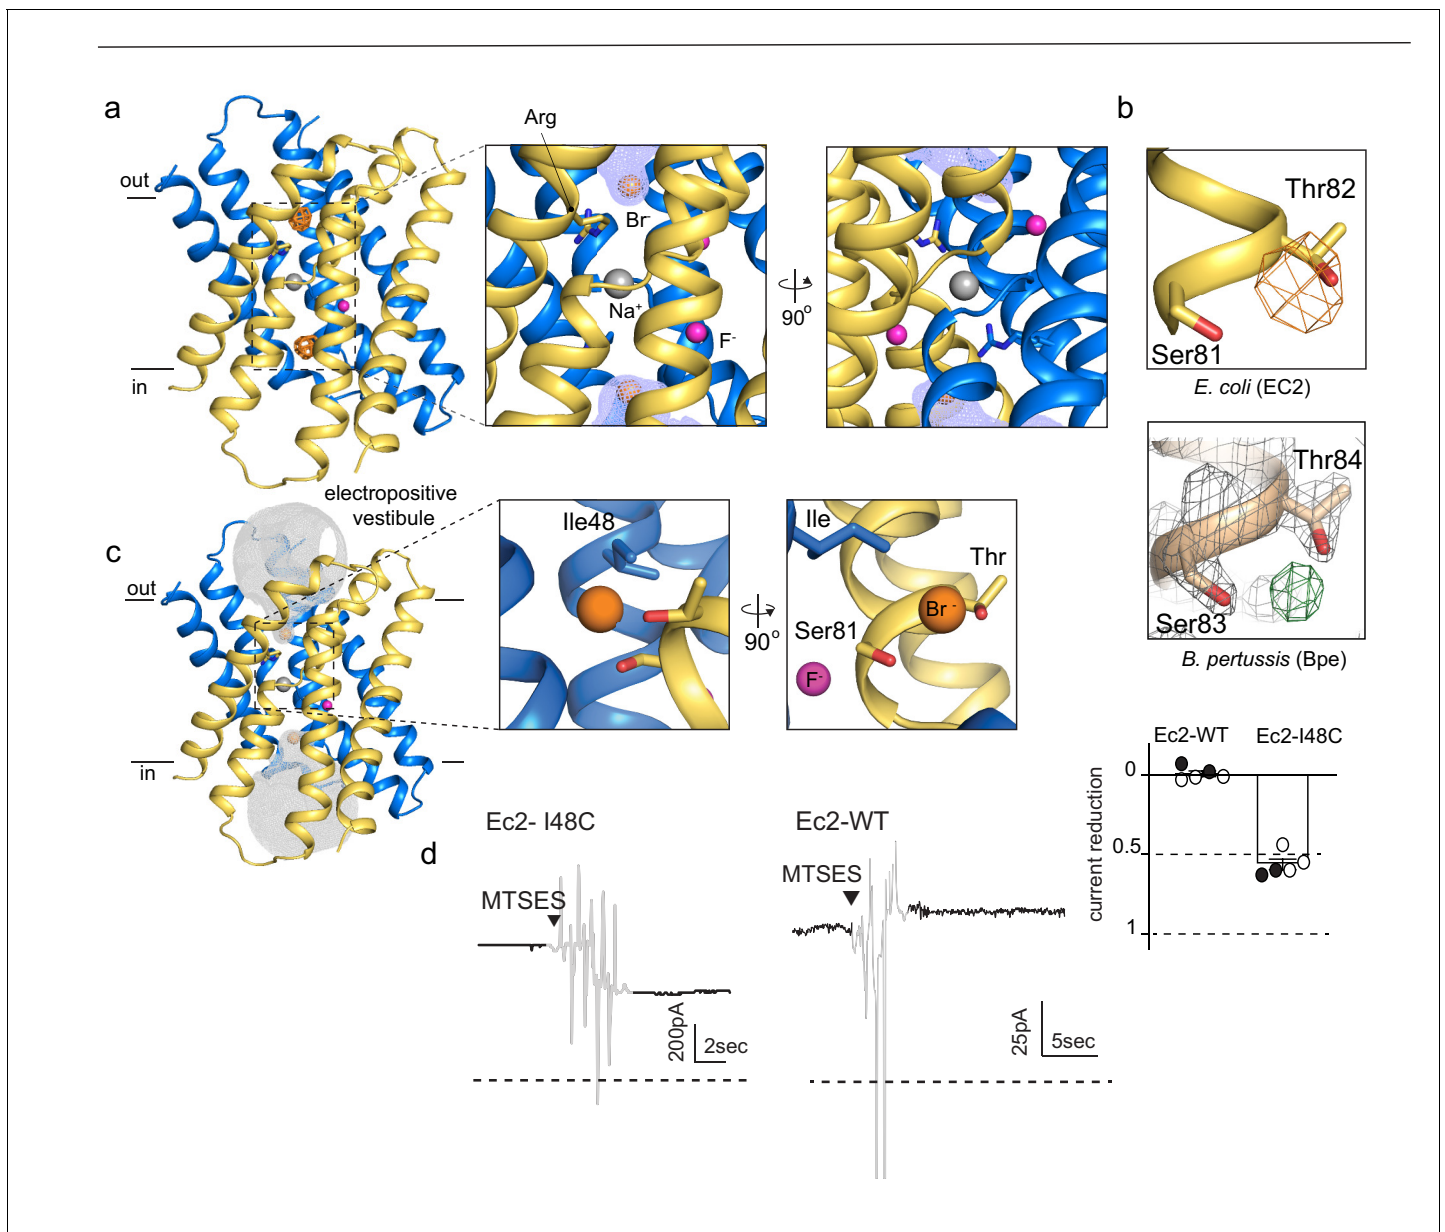 a
out
in
Arg
Br-
Na+
F-
90o
b
Thr82
Ser81
E. coli (EC2)
Thr84
Ser83
B. pertussis (Bpe)
c
electropositive
vestibule
out
in
Ile48
90o
Ile
Thr
Br -
Ser81
F-
d
Ec2- I48C
MTSES
200pA
2sec
Ec2-WT
MTSES
25pA
5sec
Ec2-WT
Ec2-I48C
current reduction
0
0.5
1